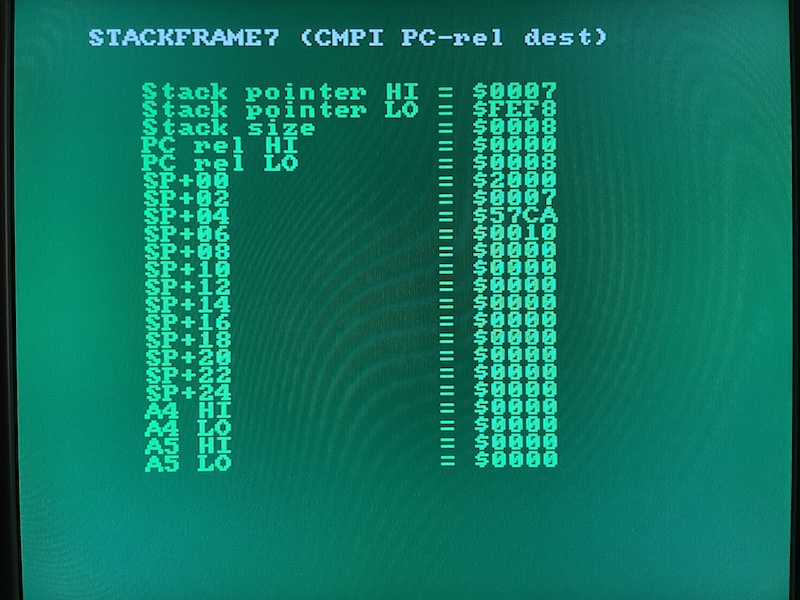 STACKFRAME7 (CMPI PC-rel dest)
Stack pointer HI = $0007
Stack pointer LO = $FEF8
Stack size = $0008
PC rel HI = $0000
PC rel LO = $0008
SP+00 = $2000
SP+02 = $0007
SP+04 = $57CA
SP+06 = $0010
SP+08 = $0000
SP+10 = $0000
SP+12 = $0000
SP+14 = $0000
SP+16 = $0000
SP+18 = $0000
SP+20 = $0000
SP+22 = $0000
SP+24 = $0000
A4 HI = $0000
A4 LO = $0000
A5 HI = $0000
A5 LO = $0000